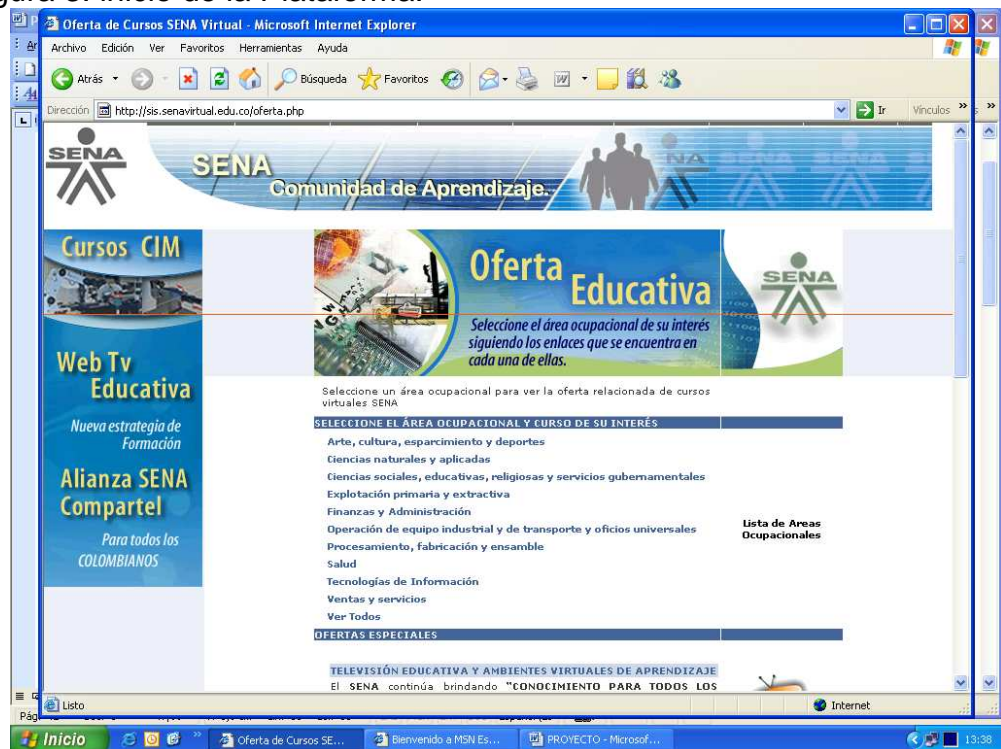 Inicio de la Plataforma.
Oferta de Cursos SENA Virtual - Microsoft Internet Explorer
Archivo Edición Ver Favoritos Herramientas Ayuda
Atrás Búsqueda Favoritos
Dirección http://sis.senavirtual.edu.co/oferta.php Ir Vínculos
SENA
SENA
Comunidad de Aprendizaje.
Cursos CIM
Web Tv
Educativa
Nueva estrategia de
Formación
Alianza SENA
Compartel
Para todos los
COLOMBIANOS
Oferta
Educativa
Seleccione el área ocupacional de su interés
siguiendo los enlaces que se encuentra en
cada una de ellas.
SENA
Seleccione un área ocupacional para ver la oferta relacionada de cursos
virtuales SENA
SELECCIONE EL ÁREA OCUPACIONAL Y CURSO DE SU INTERÉS
Arte, cultura, esparcimiento y deportes
Ciencias naturales y aplicadas
Ciencias sociales, educativas, religiosas y servicios gubernamentales
Explotación primaria y extractiva
Finanzas y Administración
Operación de equipo industrial y de transporte y oficios universales
Procesamiento, fabricación y ensamble
Salud
Tecnologías de Información
Ventas y servicios
Ver Todos
Lista de Areas
Ocupacionales
OFERTAS ESPECIALES
TELEVISIÓN EDUCATIVA Y AMBIENTES VIRTUALES DE APRENDIZAJE
El SENA continúa brindando "CONOCIMIENTO PARA TODOS LOS
Listo Internet
Inicio Oferta de Cursos SE... Bienvenido a MSN Es... PROYECTO - Microsof... 13:38